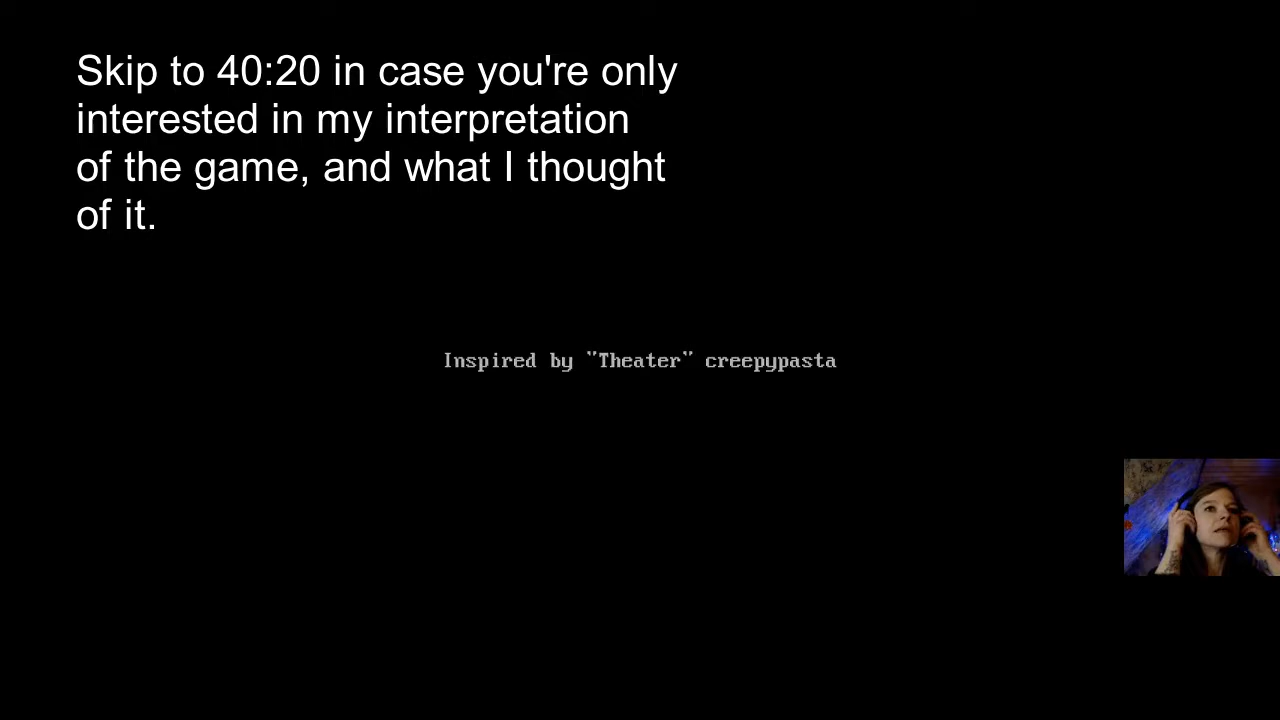 Skip to 40:20 in case you're only
interested in my interpretation
of the game, and what I thought
of it.
Inspired by "Theater" creepypasta